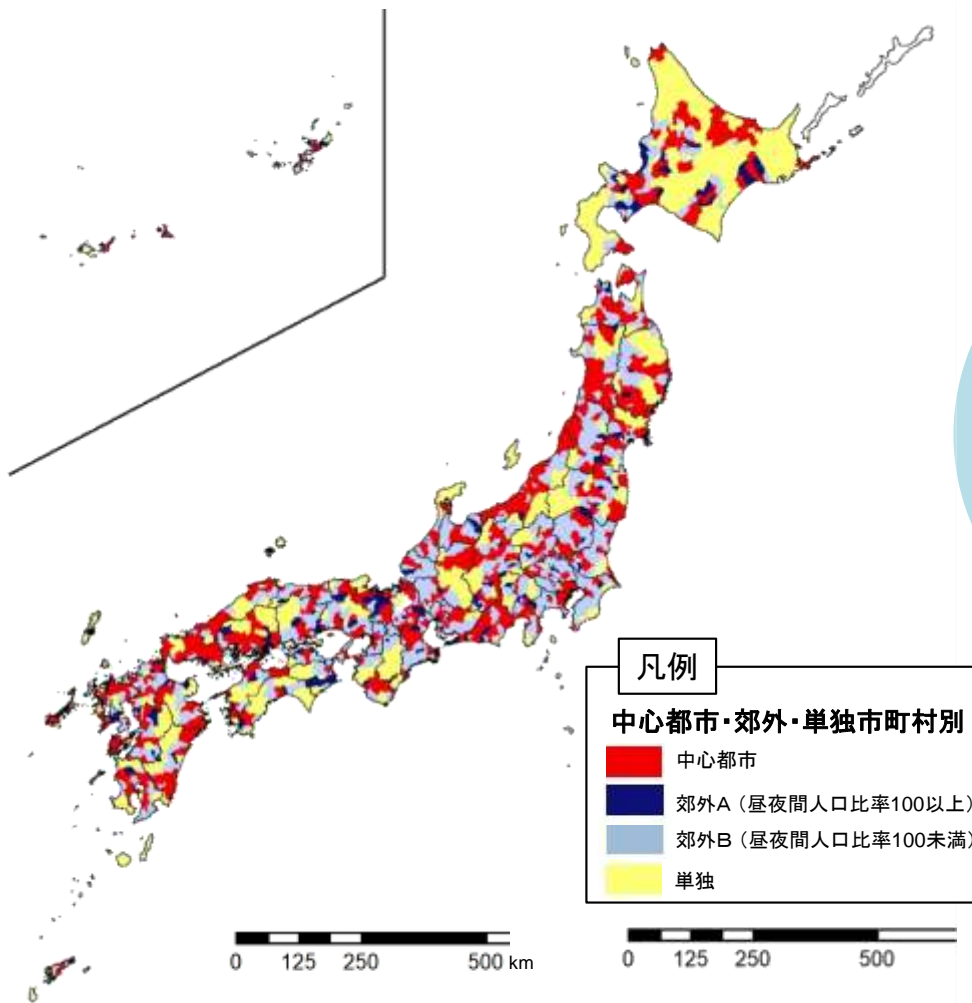 凡例
中心都市・郊外・単独市町村別
中心都市
郊外A（昼夜間人口比率100以上）
郊外B（昼夜間人口比率100未満）
単独
0 125 250 500 km
0 125 250 500